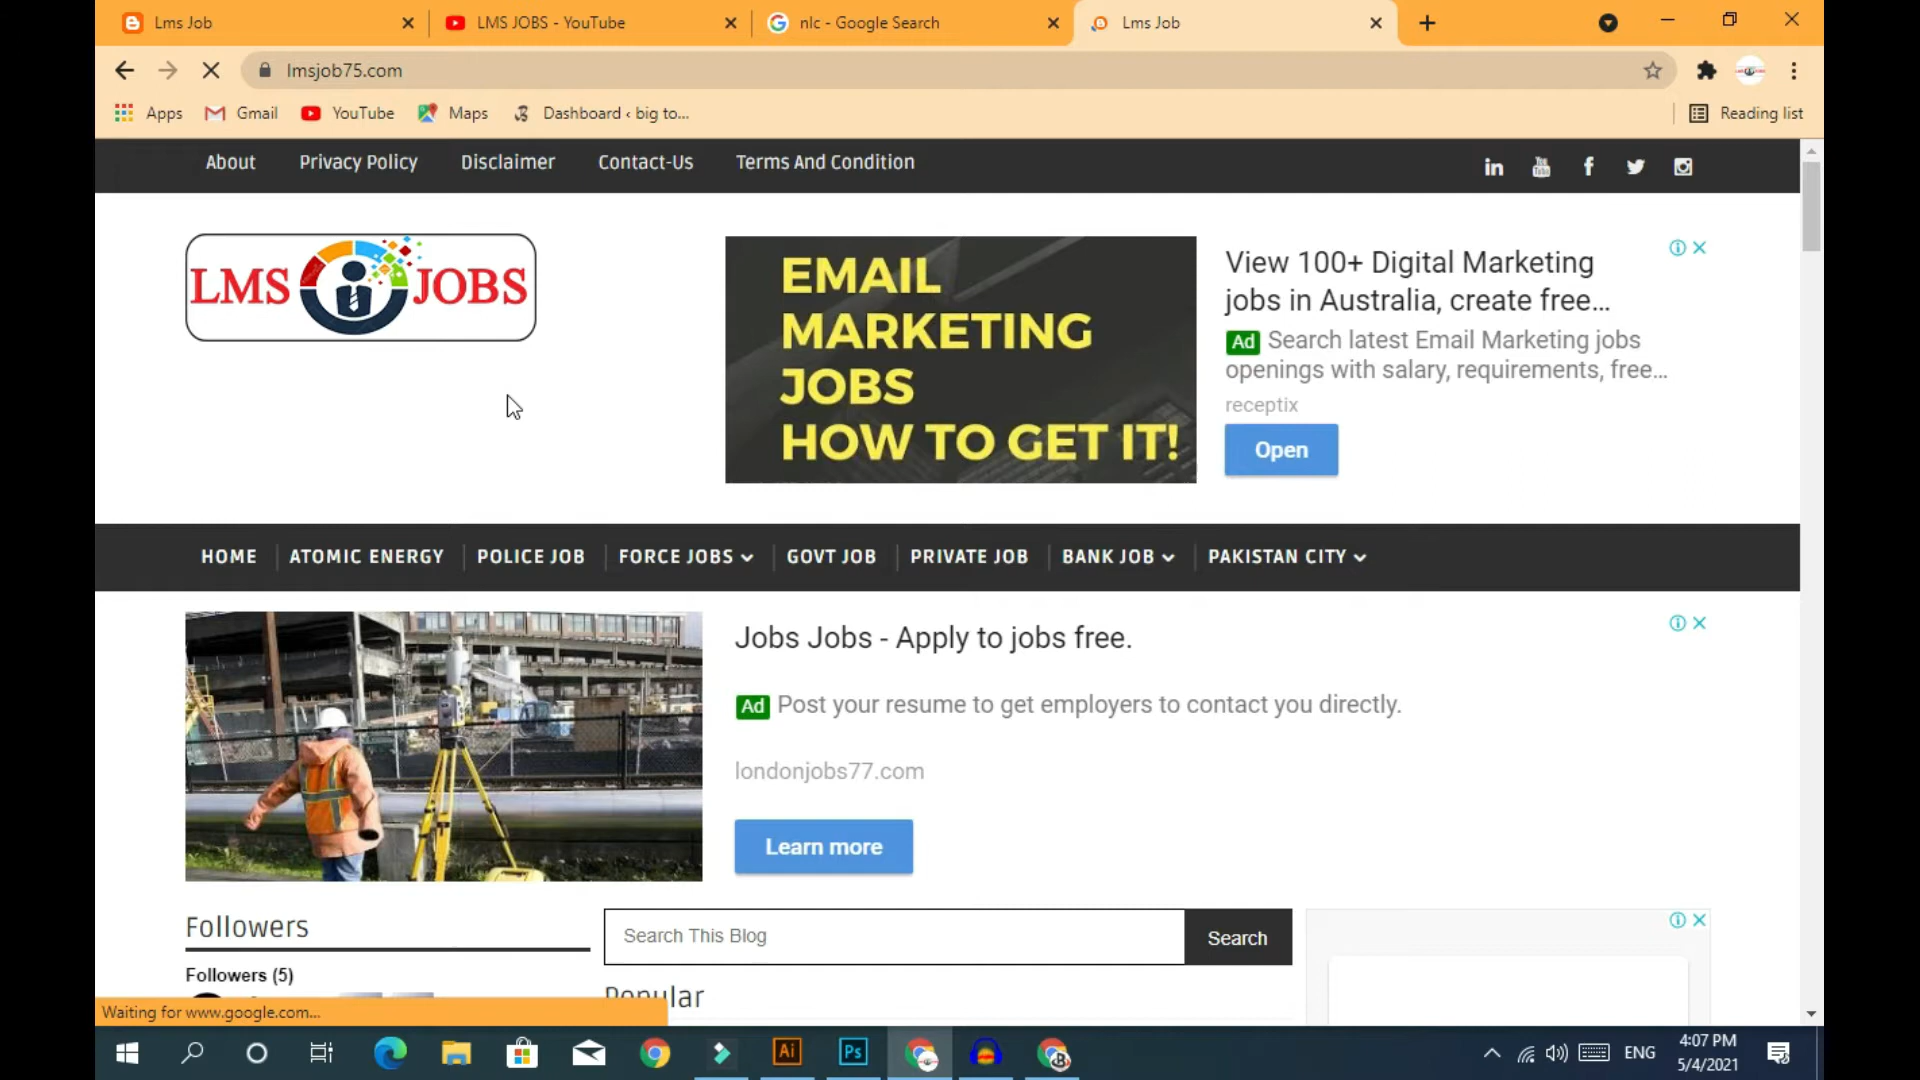 Lms Job
LMS JOBS - YouTube
nlc - Google Search
Lms Job
lmsjob75.com
Apps
Gmail
YouTube
Maps
Dashboard ‹ big to...
Reading list
About
Privacy Policy
Disclaimer
Contact-Us
Terms And Condition
LMS JOBS
EMAIL
MARKETING
JOBS
HOW TO GET IT!
View 100+ Digital Marketing
jobs in Australia, create free...
Ad Search latest Email Marketing jobs
openings with salary, requirements, free...
receptix
Open
HOME
ATOMIC ENERGY
POLICE JOB
FORCE JOBS
GOVT JOB
PRIVATE JOB
BANK JOB
PAKISTAN CITY
Jobs Jobs - Apply to jobs free.
Ad Post your resume to get employers to contact you directly.
londonjobs77.com
Learn more
Followers
Followers (5)
Search This Blog
Search
Popular
Waiting for www.google.com...
Ai
Ps
ENG
4:07 PM
5/4/2021